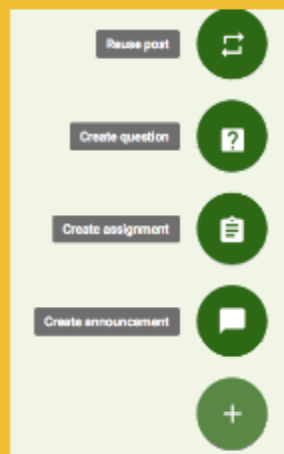 Reuse post
Create question
Create assignment
Create announcement